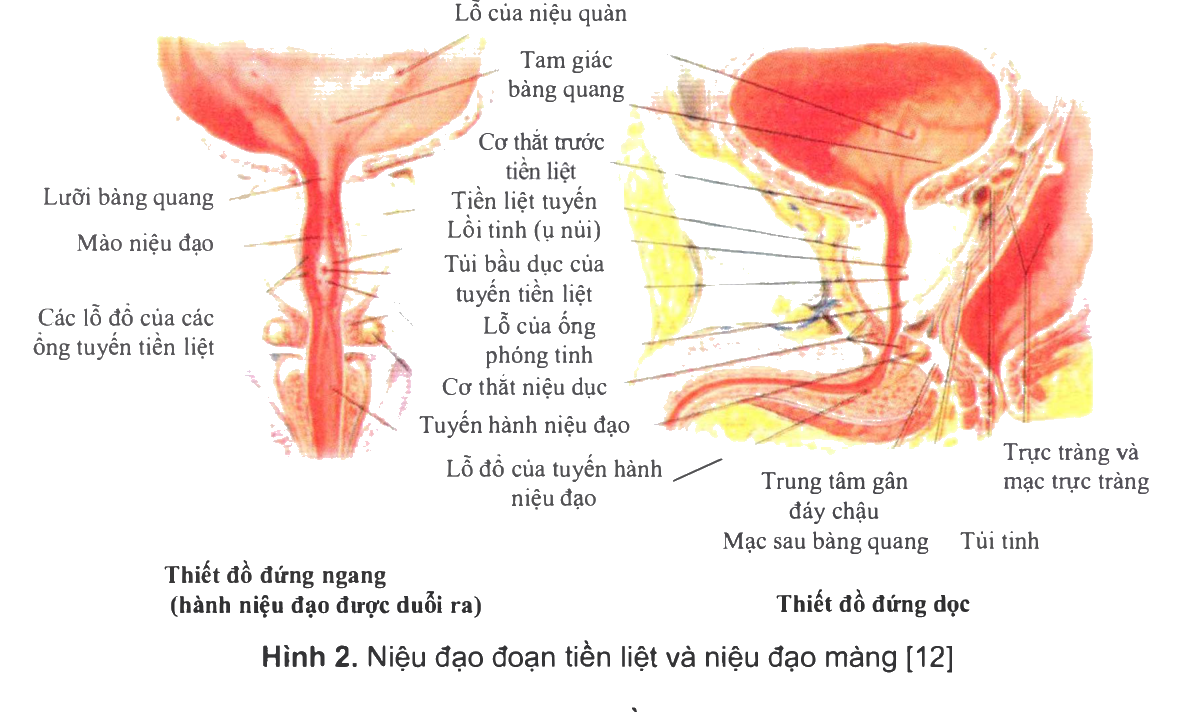 Lỗ của niệu quản
Tam giác
bàng quang
Cơ thắt trước
tiền liệt
Lưỡi bàng quang
Tiền liệt tuyến
Lồi tinh (ụ núi)
Mào niệu đạo
Túi bầu dục của
tuyến tiền liệt
Các lỗ đổ của các
ống tuyến tiền liệt
Lỗ của ống
phóng tinh
Cơ thắt niệu dục
Tuyến hành niệu đạo
Lỗ đổ của tuyến hành
niệu đạo
Trực tràng và
mạc trực tràng
Trung tâm gân
đáy chậu
Mạc sau bàng quang
Túi tinh
Thiết đồ đứng ngang
(hành niệu đạo được duỗi ra)
Thiết đồ đứng dọc
Hình 2. Niệu đạo đoạn tiền liệt và niệu đạo màng [12]